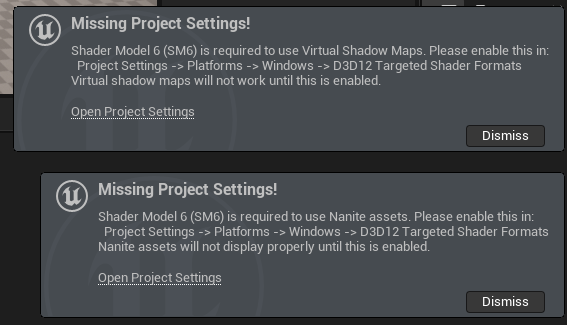 Missing Project Settings!
Shader Model 6 (SM6) is required to use Virtual Shadow Maps. Please enable this in:
Project Settings -> Platforms -> Windows -> D3D12 Targeted Shader Formats
Virtual shadow maps will not work until this is enabled.
Open Project Settings
Dismiss
Missing Project Settings!
Shader Model 6 (SM6) is required to use Nanite assets. Please enable this in:
Project Settings -> Platforms -> Windows -> D3D12 Targeted Shader Formats
Nanite assets will not display properly until this is enabled.
Open Project Settings
Dismiss